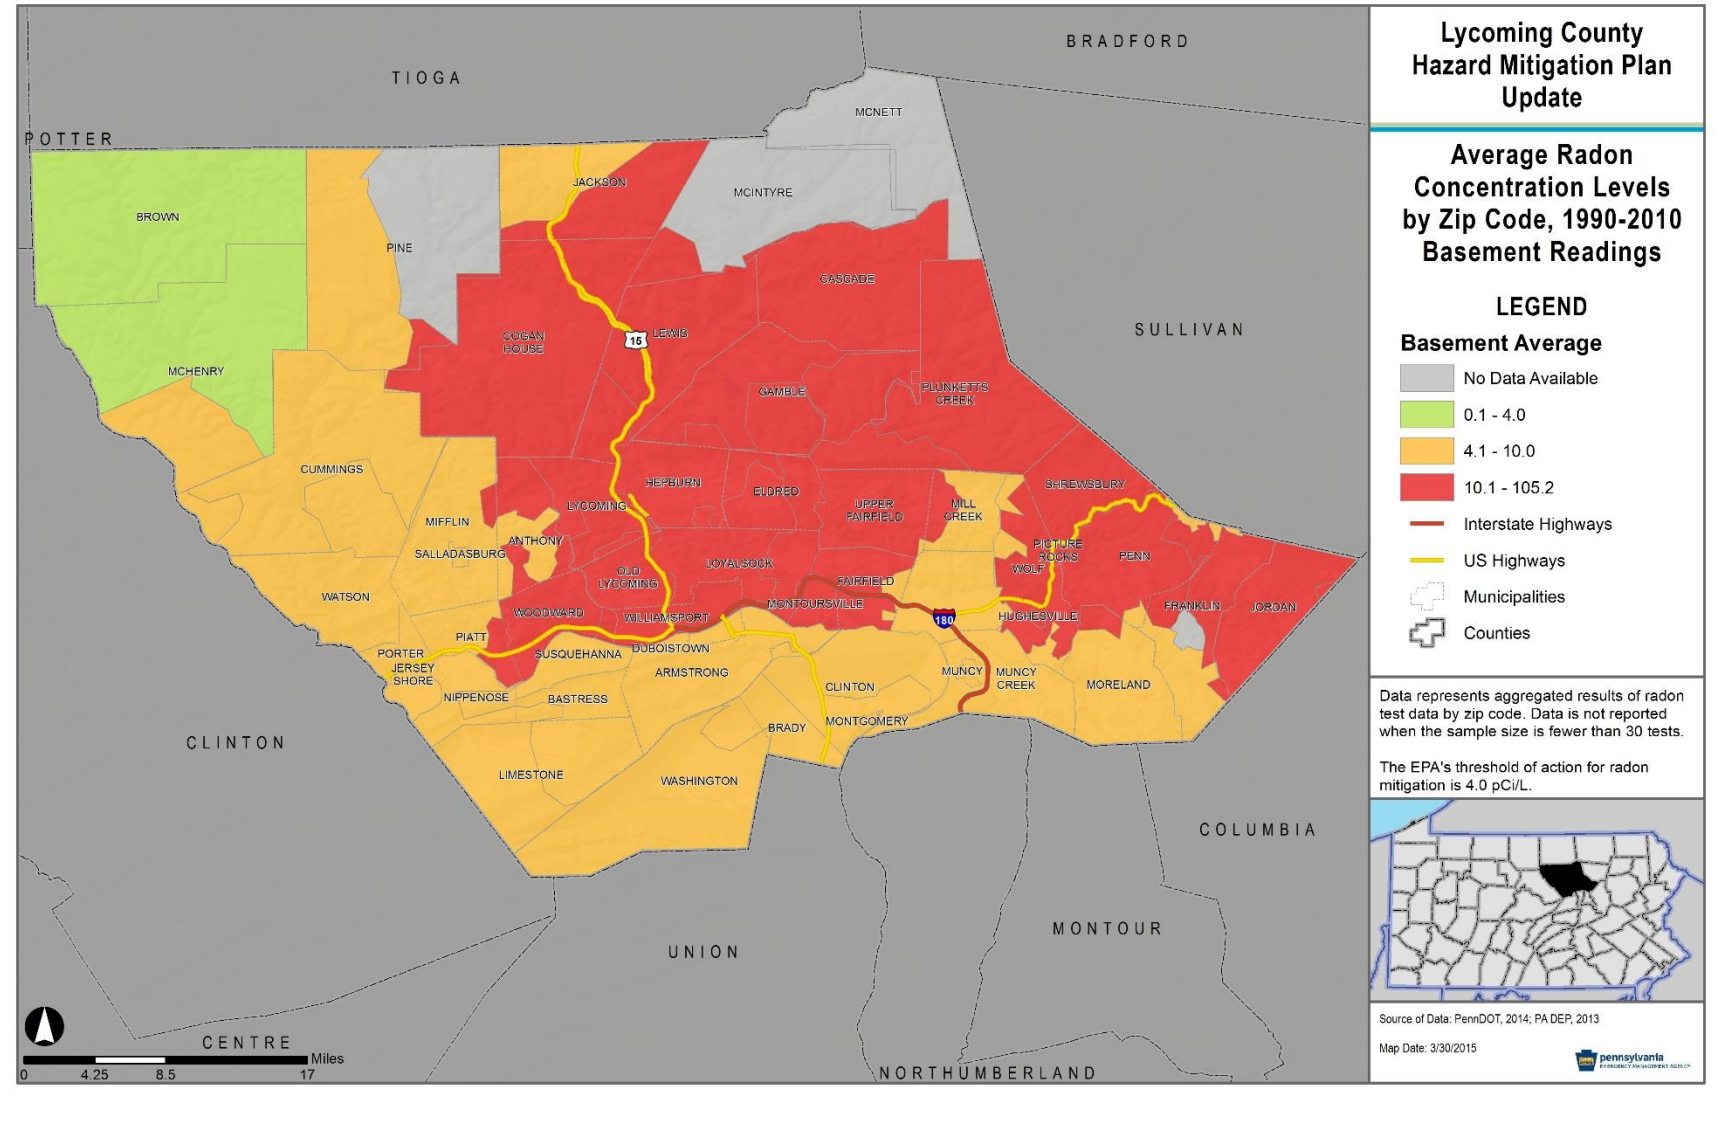 Lycoming County
Hazard Mitigation Plan
Update
Average Radon
Concentration Levels
by Zip Code, 1990-2010
Basement Readings
LEGEND
Basement Average
No Data Available
0.1 - 4.0
4.1 - 10.0
10.1 - 105.2
Interstate Highways
US Highways
Municipalities
Counties
Data represents aggregated results of radon
test data by zip code. Data is not reported
when the sample size is fewer than 30 tests.
The EPA's threshold of action for radon
mitigation is 4.0 pCi/L.
Source of Data: PennDOT, 2014; PA DEP, 2013
Map Date: 3/30/2015
pennsylvania
EMERGENCY MANAGEMENT AGENCY
BRADFORD
TIOGA
POTTER
SULLIVAN
CLINTON
COLUMBIA
MONTOUR
UNION
CENTRE
NORTHUMBERLAND
MCNETT
JACKSON
MCINTYRE
BROWN
PINE
CASCADE
COGAN
HOUSE
LEWIS
15
MCHENRY
GAMBLE
PLUNKETTS
CREEK
CUMMINGS
HEPBURN
ELDRED
SHREWSBURY
LYCOMING
UPPER
FAIRFIELD
MILL
CREEK
MIFFLIN
ANTHONY
SALLADASBURG
PICTURE
ROCKS
PENN
WOLF
OLD
LYCOMING
LOYALSOCK
FAIRFIELD
WATSON
WOODWARD
WILLIAMSPORT
MONTOURSVILLE
180
HUGHESVILLE
FRANKLIN
JORDAN
PIATT
PORTER
JERSEY
SHORE
SUSQUEHANNA
DUBOISTOWN
ARMSTRONG
NIPPENOSE
BASTRESS
CLINTON
MUNCY
MUNCY
CREEK
MORELAND
BRADY
MONTGOMERY
LIMESTONE
WASHINGTON
Miles
0 4.25 8.5 17